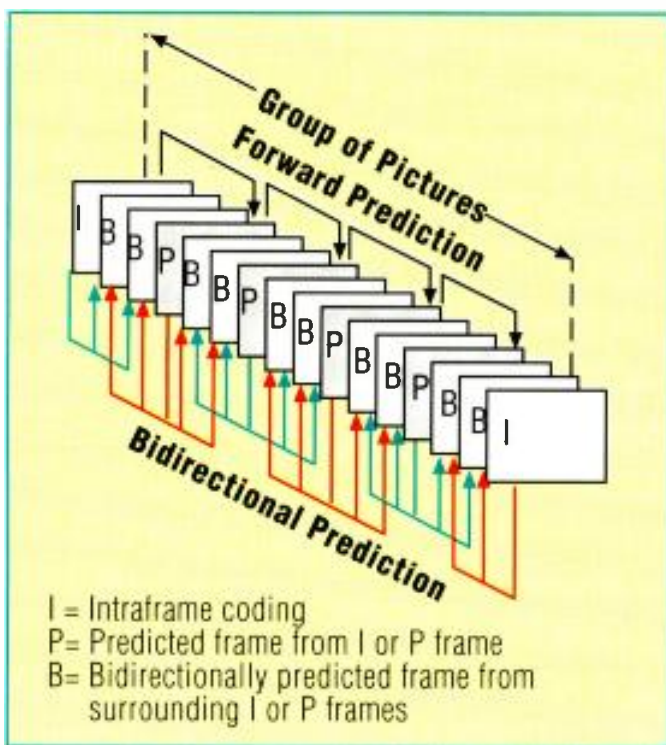 Group of Pictures
Forward Prediction
I
B
B
P
B
B
P
B
B
P
B
B
P
B
B
I
Bidirectional Prediction
I = Intraframe coding
P= Predicted frame from I or P frame
B= Bidirectionally predicted frame from
surrounding I or P frames